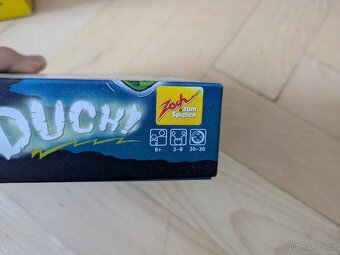 DUCH!
Zoch
zum
Spielen
8+
2-8
20-30